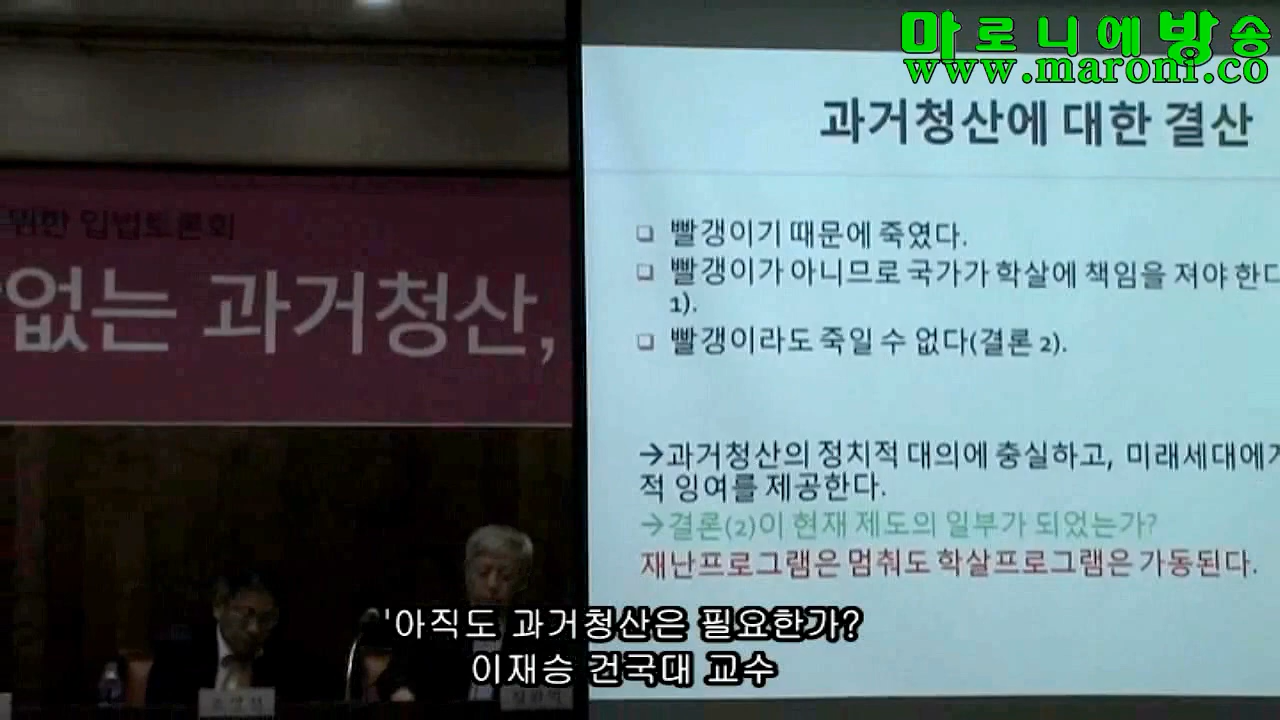 마로니에방송
www.maroni.co
과거청산에 대한 결산
위한 입법토론회
없는 과거청산,
❑ 빨갱이기 때문에 죽였다.
❑ 빨갱이가 아니므로 국가가 학살에 책임을 져야 한다
1).
❑ 빨갱이라도 죽일 수 없다(결론 2).
→과거청산의 정치적 대의에 충실하고, 미래세대에게
적 잉여를 제공한다.
→결론(2)이 현재 제도의 일부가 되었는가?
재난프로그램은 멈춰도 학살프로그램은 가동된다.
'아직도 과거청산은 필요한가?
이재승 건국대 교수